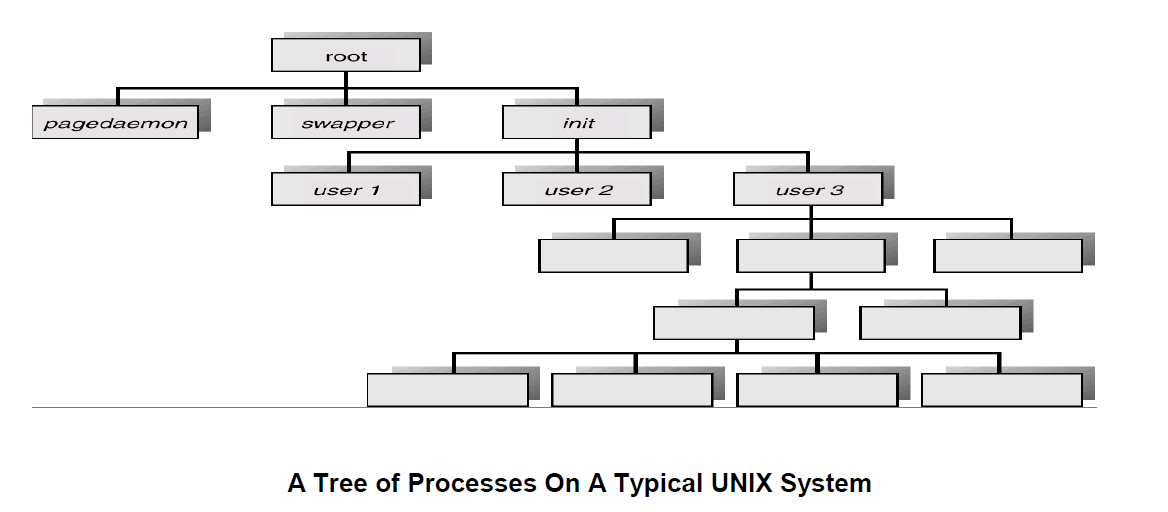 root
pagedaemon
swapper
init
user 1
user 2
user 3
A Tree of Processes On A Typical UNIX System